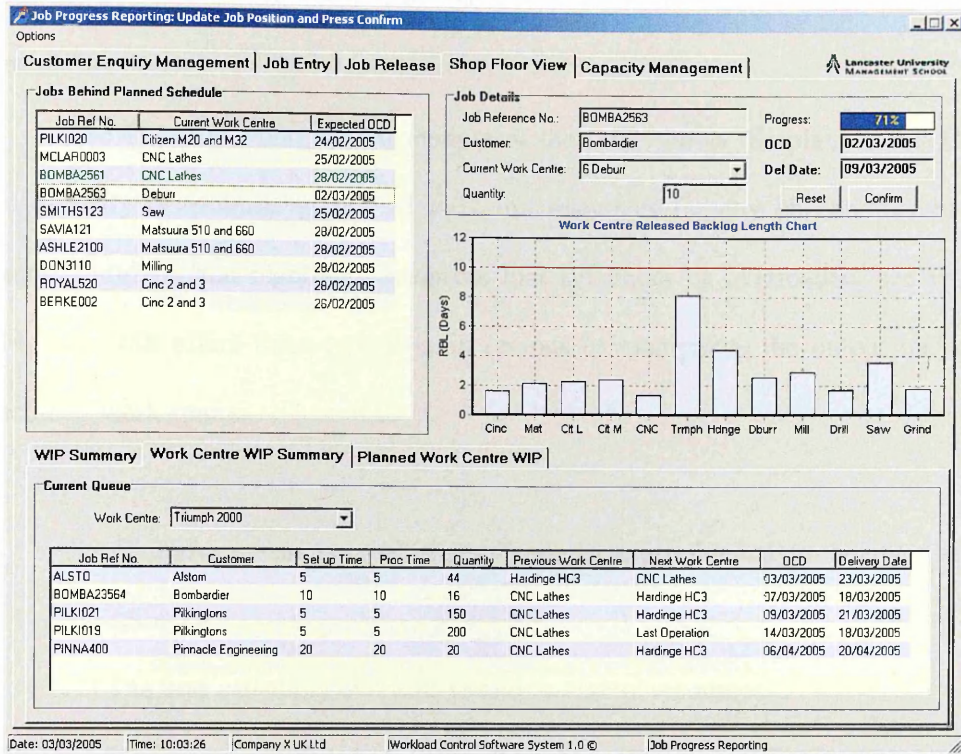 Job Progress Reporting: Update Job Position and Press Confirm
Options
Customer Enquiry Management Job Entry Job Release Shop Floor View Capacity Management
Lancaster University
MANAGEMENT SCHOOL
Jobs Behind Planned Schedule
Job Ref No. Current Work Centre Expected OCD
PILKI020 Citizen M20 and M32 24/02/2005
MCLAR0003 CNC Lathes 25/02/2005
BOMBA2561 CNC Lathes 28/02/2005
BOMBA2563 Deburr 02/03/2005
SMITHS123 Saw 25/02/2005
SAVIA121 Matsuura 510 and 660 28/02/2005
ASHLE2100 Matsuura 510 and 660 28/02/2005
DON3110 Milling 28/02/2005
ROYAL520 Cinc 2 and 3 28/02/2005
BERKE002 Cinc 2 and 3 26/02/2005
Job Details
Job Reference No.: BOMBA2563 Progress: 71%
Customer: Bombardier OCD 02/03/2005
Current Work Centre: 6 Deburr Del Date: 09/03/2005
Quantity: 10 Reset Confirm
Work Centre Released Backlog Length Chart
RBL (Days)
12
10
8
6
4
2
0
Cinc Mat Cit L Cit M CNC Trmph Hdnge Dburr Mill Drill Saw Grind
WIP Summary Work Centre WIP Summary Planned Work Centre WIP
Current Queue
Work Centre: Triumph 2000
Job Ref No. Customer Set up Time Proc Time Quantity Previous Work Centre Next Work Centre OCD Delivery Date
ALSTO Alstom 5 5 44 Hardinge HC3 CNC Lathes 03/03/2005 23/03/2005
BOMBA23564 Bombardier 10 10 16 CNC Lathes Hardinge HC3 07/03/2005 18/03/2005
PILKI021 Pilkingtons 5 5 150 CNC Lathes Hardinge HC3 09/03/2005 21/03/2005
PILKI019 Pilkingtons 5 5 200 CNC Lathes Last Operation 14/03/2005 18/03/2005
PINNA400 Pinnacle Engineering 20 20 20 CNC Lathes Hardinge HC3 06/04/2005 20/04/2005
Date: 03/03/2005 Time: 10:03:26 Company X UK Ltd Workload Control Software System 1.0 © Job Progress Reporting